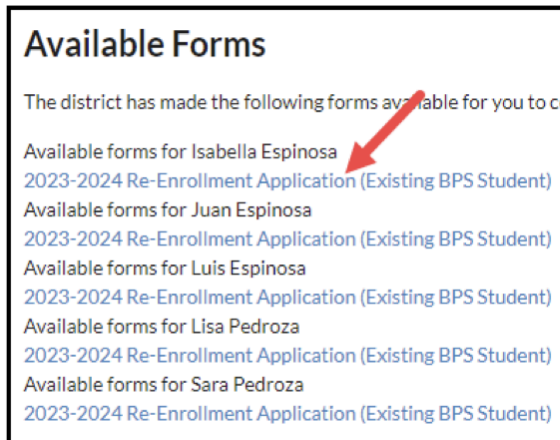 Available Forms
The district has made the following forms available for you to
Available forms for Isabella Espinosa
2023-2024 Re-Enrollment Application (Existing BPS Student)
Available forms for Juan Espinosa
2023-2024 Re-Enrollment Application (Existing BPS Student)
Available forms for Luis Espinosa
2023-2024 Re-Enrollment Application (Existing BPS Student)
Available forms for Lisa Pedroza
2023-2024 Re-Enrollment Application (Existing BPS Student)
Available forms for Sara Pedroza
2023-2024 Re-Enrollment Application (Existing BPS Student)